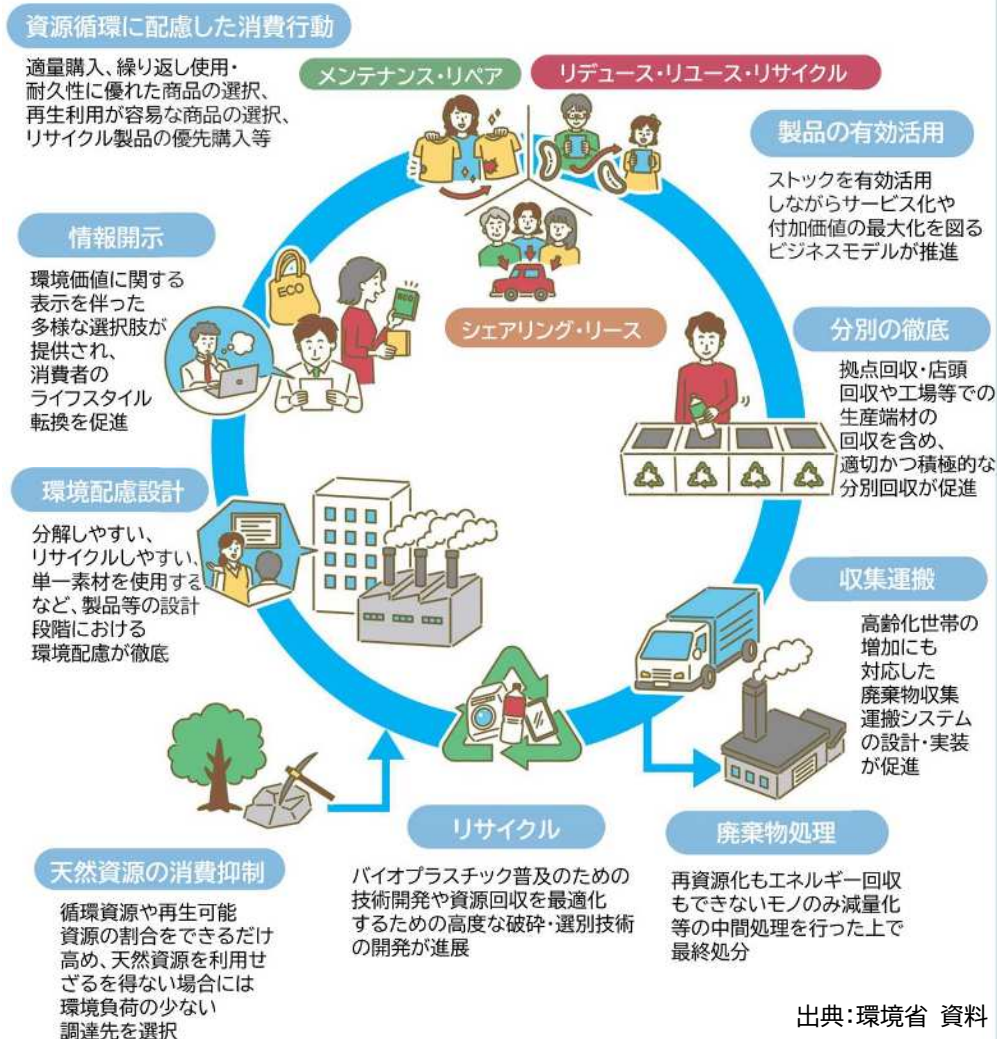 資源循環に配慮した消費行動
適量購入、繰り返し使用・
耐久性に優れた商品の選択、
再生利用が容易な商品の選択、
リサイクル製品の優先購入等
メンテナンス・リペア
リデュース・リユース・リサイクル
製品の有効活用
ストックを有効活用
しながらサービス化や
付加価値の最大化を図る
ビジネスモデルが推進
情報開示
環境価値に関する
表示を伴った
多様な選択肢が
提供され、
消費者の
ライフスタイル
転換を促進
ECO
ECO
シェアリング・リース
分別の徹底
拠点回収・店頭
回収や工場等での
生産端材の
回収を含め、
適切かつ積極的な
分別回収が促進
環境配慮設計
分解しやすい、
リサイクルしやすい、
単一素材を使用する
など、製品等の設計
段階における
環境配慮が徹底
収集運搬
高齢化世帯の
増加にも
対応した
廃棄物収集
運搬システム
の設計・実装
が促進
天然資源の消費抑制
循環資源や再生可能
資源の割合をできるだけ
高め、天然資源を利用せ
ざるを得ない場合には
環境負荷の少ない
調達先を選択
リサイクル
バイオプラスチック普及のための
技術開発や資源回収を最適化
するための高度な破砕・選別技術
の開発が進展
廃棄物処理
再資源化もエネルギー回収
もできないモノのみ減量化
等の中間処理を行った上で
最終処分
出典:環境省 資料